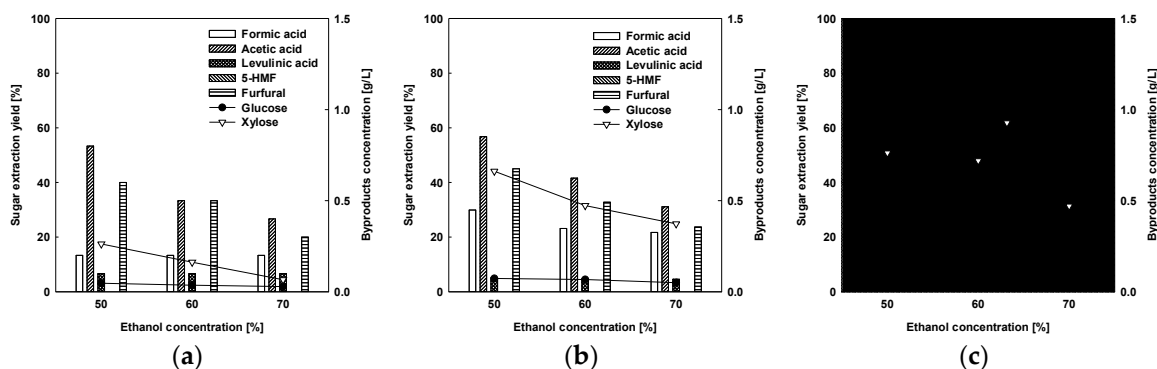 100
80
60
40
20
0
1.5
1.0
0.5
0.0
50
60
70
Sugar extraction yield [%]
Byproducts concentration [g/L]
Ethanol concentration [%]
Formic acid
Acetic acid
Levulinic acid
5-HMF
Furfural
Glucose
Xylose
(a)
100
80
60
40
20
0
1.5
1.0
0.5
0.0
50
60
70
Sugar extraction yield [%]
Byproducts concentration [g/L]
Ethanol concentration [%]
Formic acid
Acetic acid
Levulinic acid
5-HMF
Furfural
Glucose
Xylose
(b)
100
80
60
40
20
0
1.5
1.0
0.5
0.0
50
60
70
Sugar extraction yield [%]
Byproducts concentration [g/L]
Ethanol concentration [%]
(c)